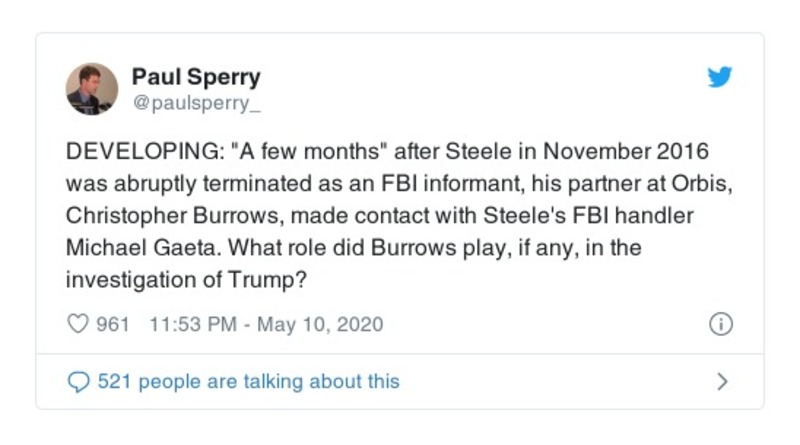 Paul Sperry
@paulsperry_
DEVELOPING: "A few months" after Steele in November 2016
was abruptly terminated as an FBI informant, his partner at Orbis,
Christopher Burrows, made contact with Steele's FBI handler
Michael Gaeta. What role did Burrows play, if any, in the
investigation of Trump?
961 11:53 PM - May 10, 2020
521 people are talking about this